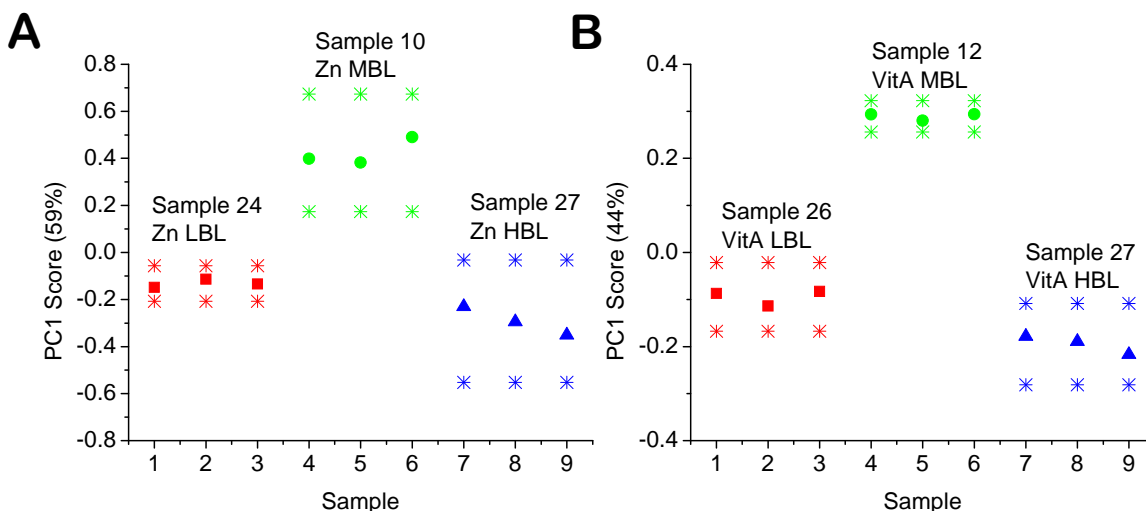 A
Sample 10
Zn MBL
Sample 24
Zn LBL
Sample 27
Zn HBL
PC1 Score (59%)
0.8
0.6
0.4
0.2
0.0
-0.2
-0.4
-0.6
-0.8
1 2 3 4 5 6 7 8 9
Sample
B
Sample 12
VitA MBL
Sample 26
VitA LBL
Sample 27
VitA HBL
PC1 Score (44%)
0.4
0.2
0.0
-0.2
-0.4
1 2 3 4 5 6 7 8 9
Sample